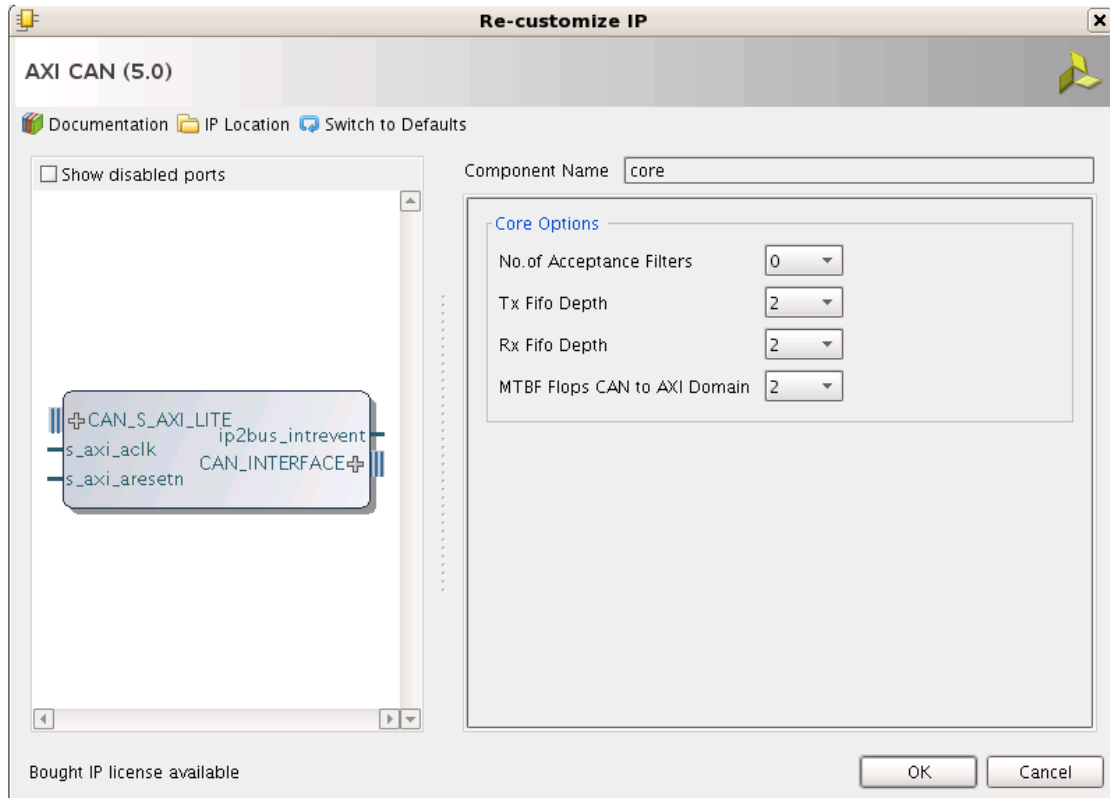 Re-customize IP
AXI CAN (5.0)
Documentation IP Location Switch to Defaults
Show disabled ports
CAN_S_AXI_LITE
ip2bus_intrevent
s_axi_aclk
CAN_INTERFACE
s_axi_aresetn
Component Name core
Core Options
No.of Acceptance Filters 0
Tx Fifo Depth 2
Rx Fifo Depth 2
MTBF Flops CAN to AXI Domain 2
Bought IP license available
OK Cancel